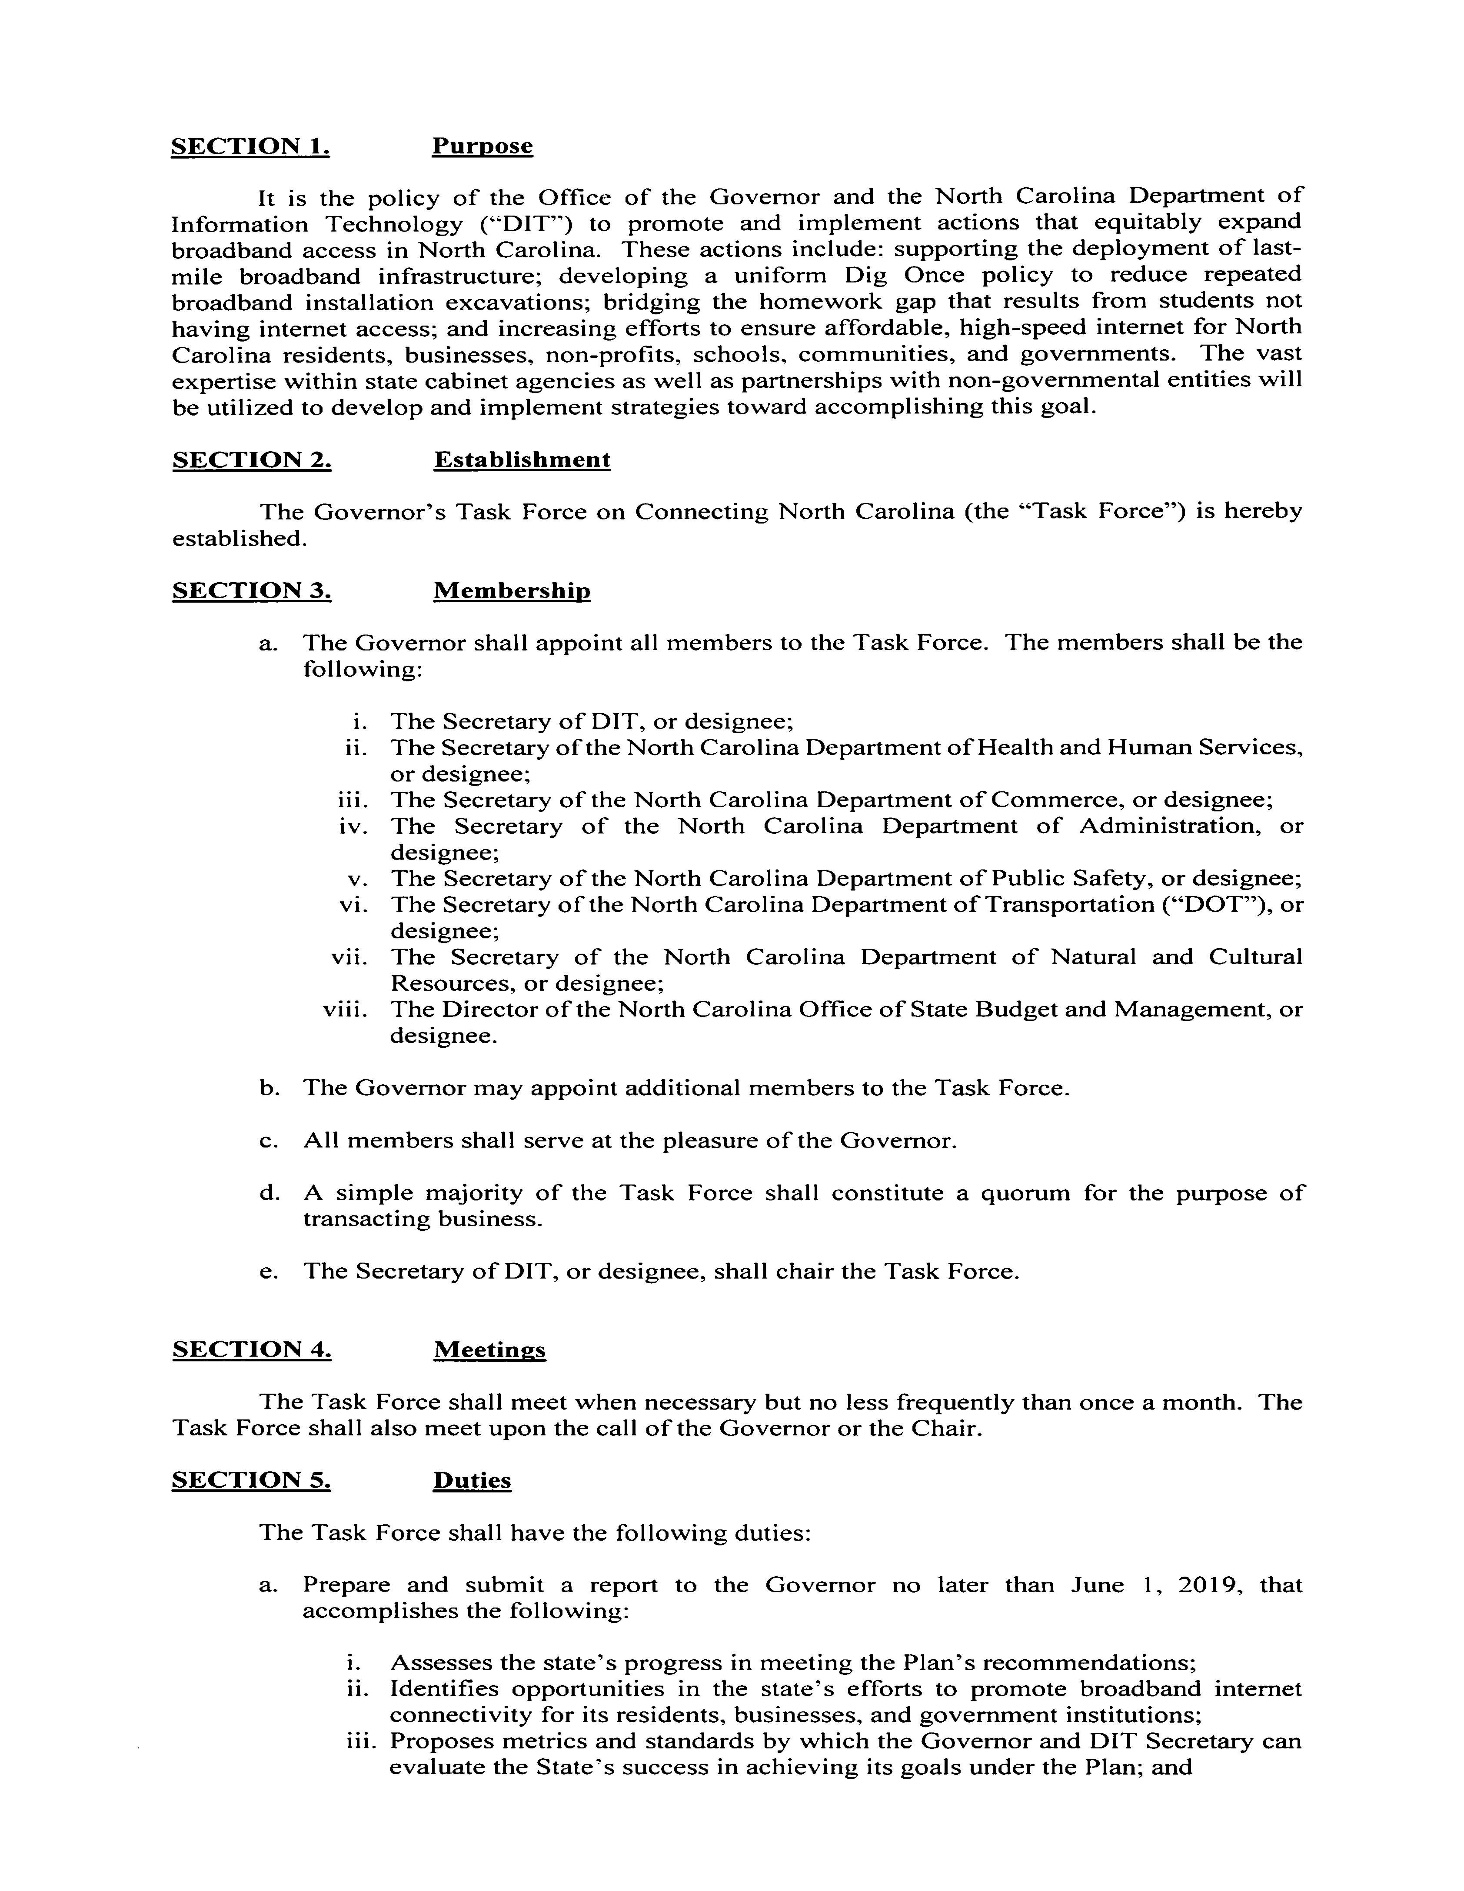 SECTION 1. Purpose
It is the policy of the Office of the Governor and the North Carolina Department of
Information Technology (“DIT”) to promote and implement actions that equitably expand
broadband access in North Carolina. These actions include: supporting the deployment of last-
mile broadband infrastructure; developing a uniform Dig Once policy to reduce repeated
broadband installation excavations; bridging the homework gap that results from students not
having internet access; and increasing efforts to ensure affordable, high-speed internet for North
Carolina residents, businesses, non-profits, schools, communities, and governments. The vast
expertise within state cabinet agencies as well as partnerships with non-governmental entities will
be utilized to develop and implement strategies toward accomplishing this goal.
SECTION 2. Establishment
The Governor’s Task Force on Connecting North Carolina (the “Task Force”) is hereby
established.
SECTION 3. Membership
a. The Governor shall appoint all members to the Task Force. The members shall be the
following:
i. The Secretary of DIT, or designee;
ii. The Secretary of the North Carolina Department of Health and Human Services,
or designee;
iii. The Secretary of the North Carolina Department of Commerce, or designee;
iv. The Secretary of the North Carolina Department of Administration, or
designee;
v. The Secretary of the North Carolina Department of Public Safety, or designee;
vi. The Secretary of the North Carolina Department of Transportation (“DOT”), or
designee;
vii. The Secretary of the North Carolina Department of Natural and Cultural
Resources, or designee;
viii. The Director of the North Carolina Office of State Budget and Management, or
designee.
b. The Governor may appoint additional members to the Task Force.
c. All members shall serve at the pleasure of the Governor.
d. A simple majority of the Task Force shall constitute a quorum for the purpose of
transacting business.
e. The Secretary of DIT, or designee, shall chair the Task Force.
SECTION 4. Meetings
The Task Force shall meet when necessary but no less frequently than once a month. The
Task Force shall also meet upon the call of the Governor or the Chair.
SECTION 5. Duties
The Task Force shall have the following duties:
a. Prepare and submit a report to the Governor no later than June 1, 2019, that
accomplishes the following:
i. Assesses the state’s progress in meeting the Plan’s recommendations;
ii. Identifies opportunities in the state’s efforts to promote broadband internet
connectivity for its residents, businesses, and government institutions;
iii. Proposes metrics and standards by which the Governor and DIT Secretary can
evaluate the State’s success in achieving its goals under the Plan; and